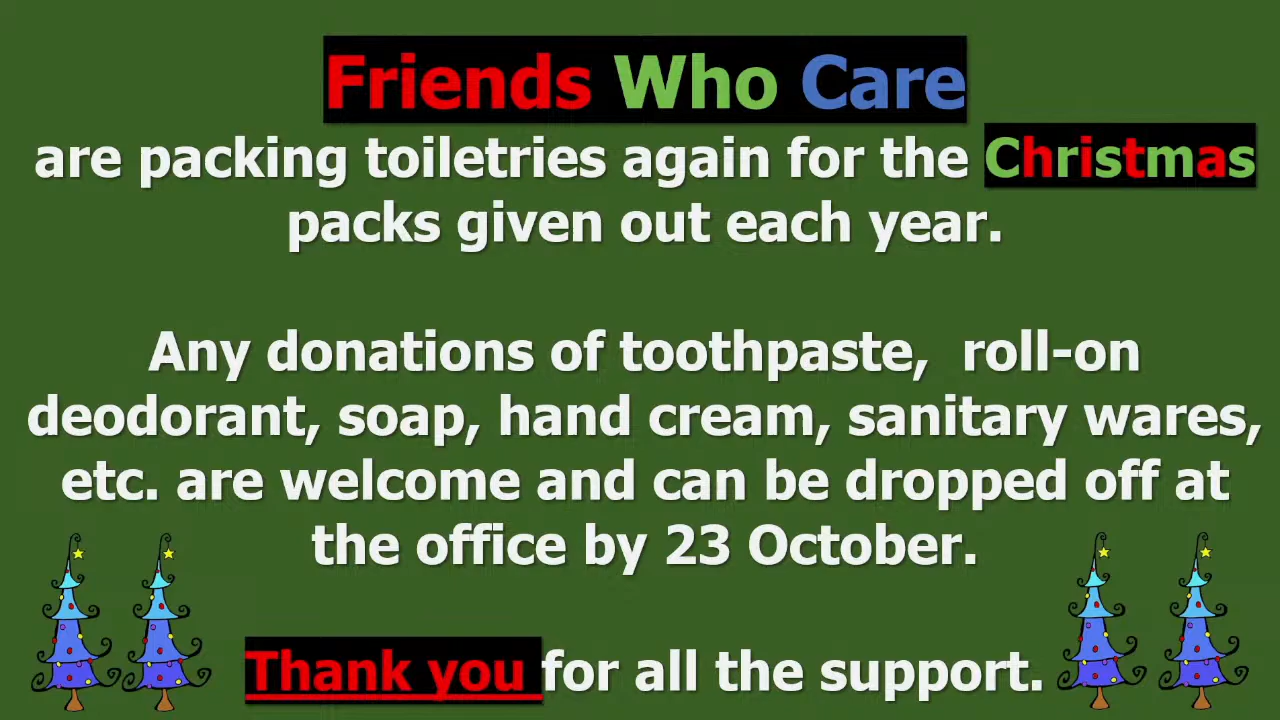 Friends Who Care
are packing toiletries again for the Christmas
packs given out each year.
Any donations of toothpaste,  roll-on
deodorant, soap, hand cream, sanitary wares,
etc. are welcome and can be dropped off at
the office by 23 October.
Thank you for all the support.